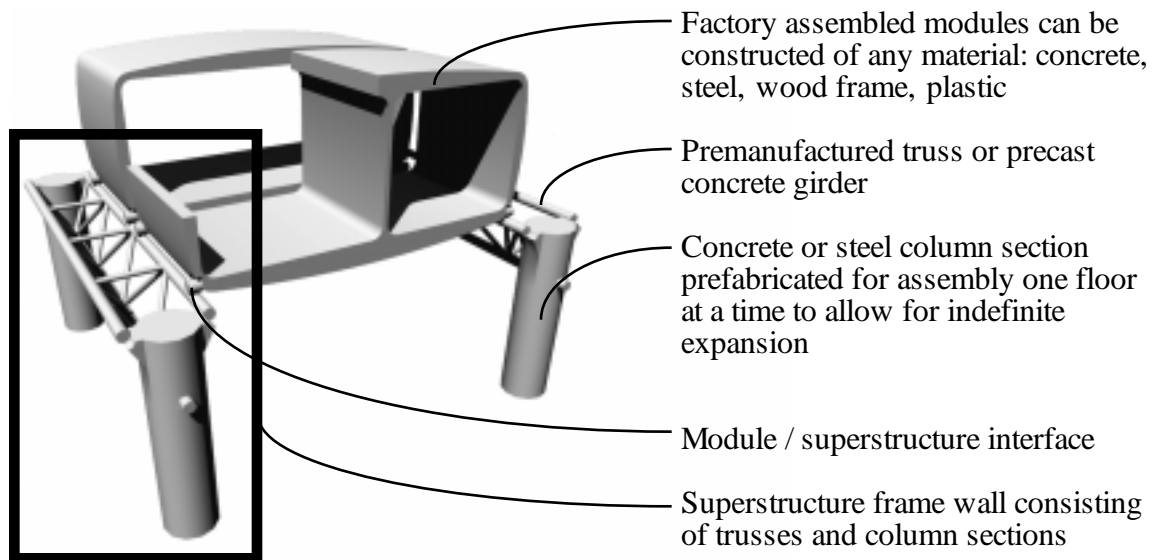 Factory assembled modules can be
constructed of any material: concrete,
steel, wood frame, plastic
Premanufactured truss or precast
concrete girder
Concrete or steel column section
prefabricated for assembly one floor
at a time to allow for indefinite
expansion
Module / superstructure interface
Superstructure frame wall consisting
of trusses and column sections